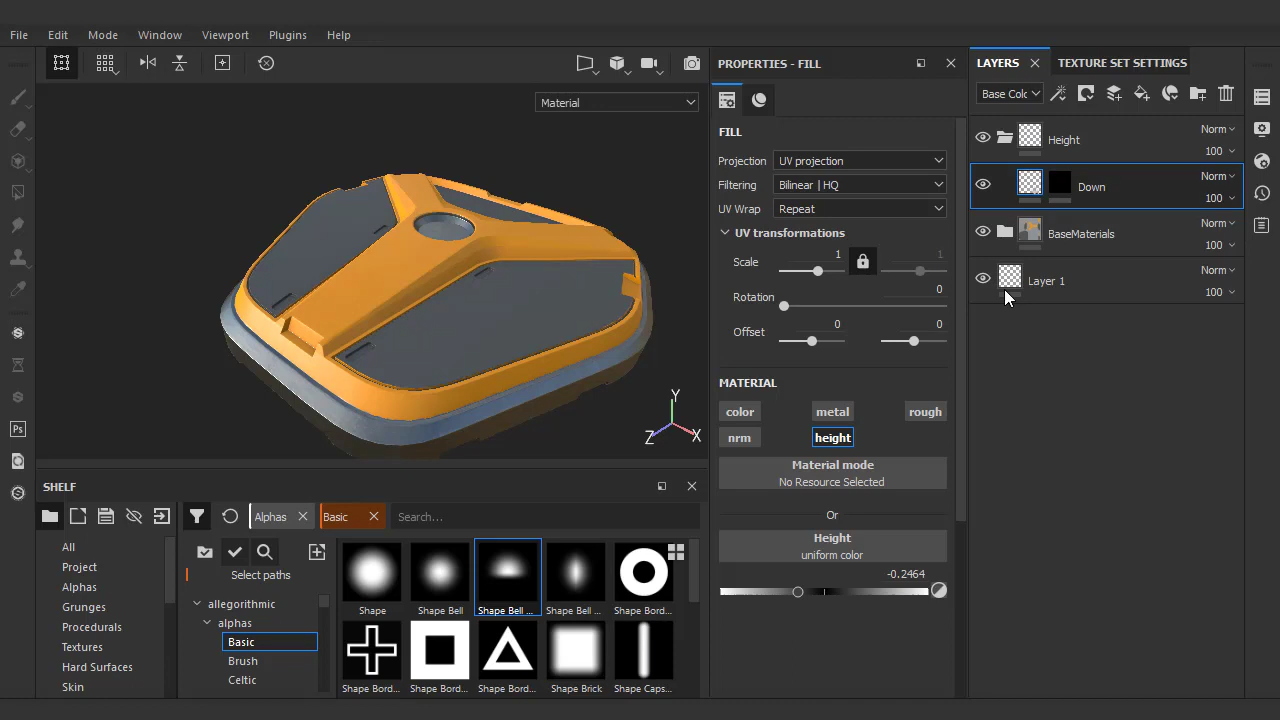 File Edit Mode Window Viewport Plugins Help
Material
Y
Z X
PROPERTIES - FILL
FILL
Projection UV projection
Filtering Bilinear | HQ
UV Wrap Repeat
UV transformations
Scale 1 1
Rotation 0
Offset 0 0
MATERIAL
color metal rough
nrm height
Material mode
No Resource Selected
Or
Height
uniform color
-0.2464
LAYERS TEXTURE SET SETTINGS
Base Colo
Height Norm
100
Down Norm
100
BaseMaterials Norm
100
Layer 1 Norm
100
SHELF
Ps
Alphas Basic Search...
All
Project
Alphas
Grunges
Procedurals
Textures
Hard Surfaces
Skin
Select paths
allegorithmic
alphas
Basic
Brush
Celtic
Shape Shape Bell Shape Bell ... Shape Bell ... Shape Bord...
Shape Bord... Shape Bord... Shape Bord... Shape Brick Shape Caps...